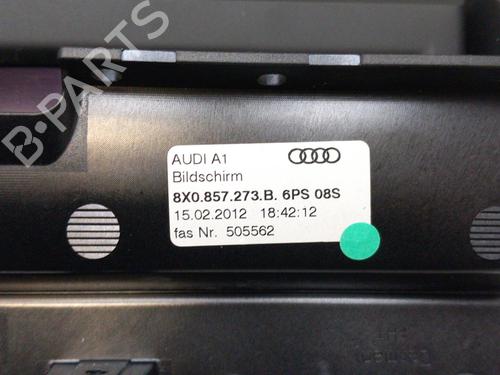 B-PARTS
AUDI A1
Bildschirm
8X0.857.273.B. 6PS 08S
15.02.2012 18:42:12
fas Nr. 505562